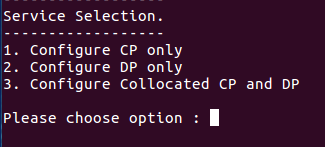 ------------------
Service Selection.
------------------
1. Configure CP only
2. Configure DP only
3. Configure Collocated CP and DP
Please choose option :